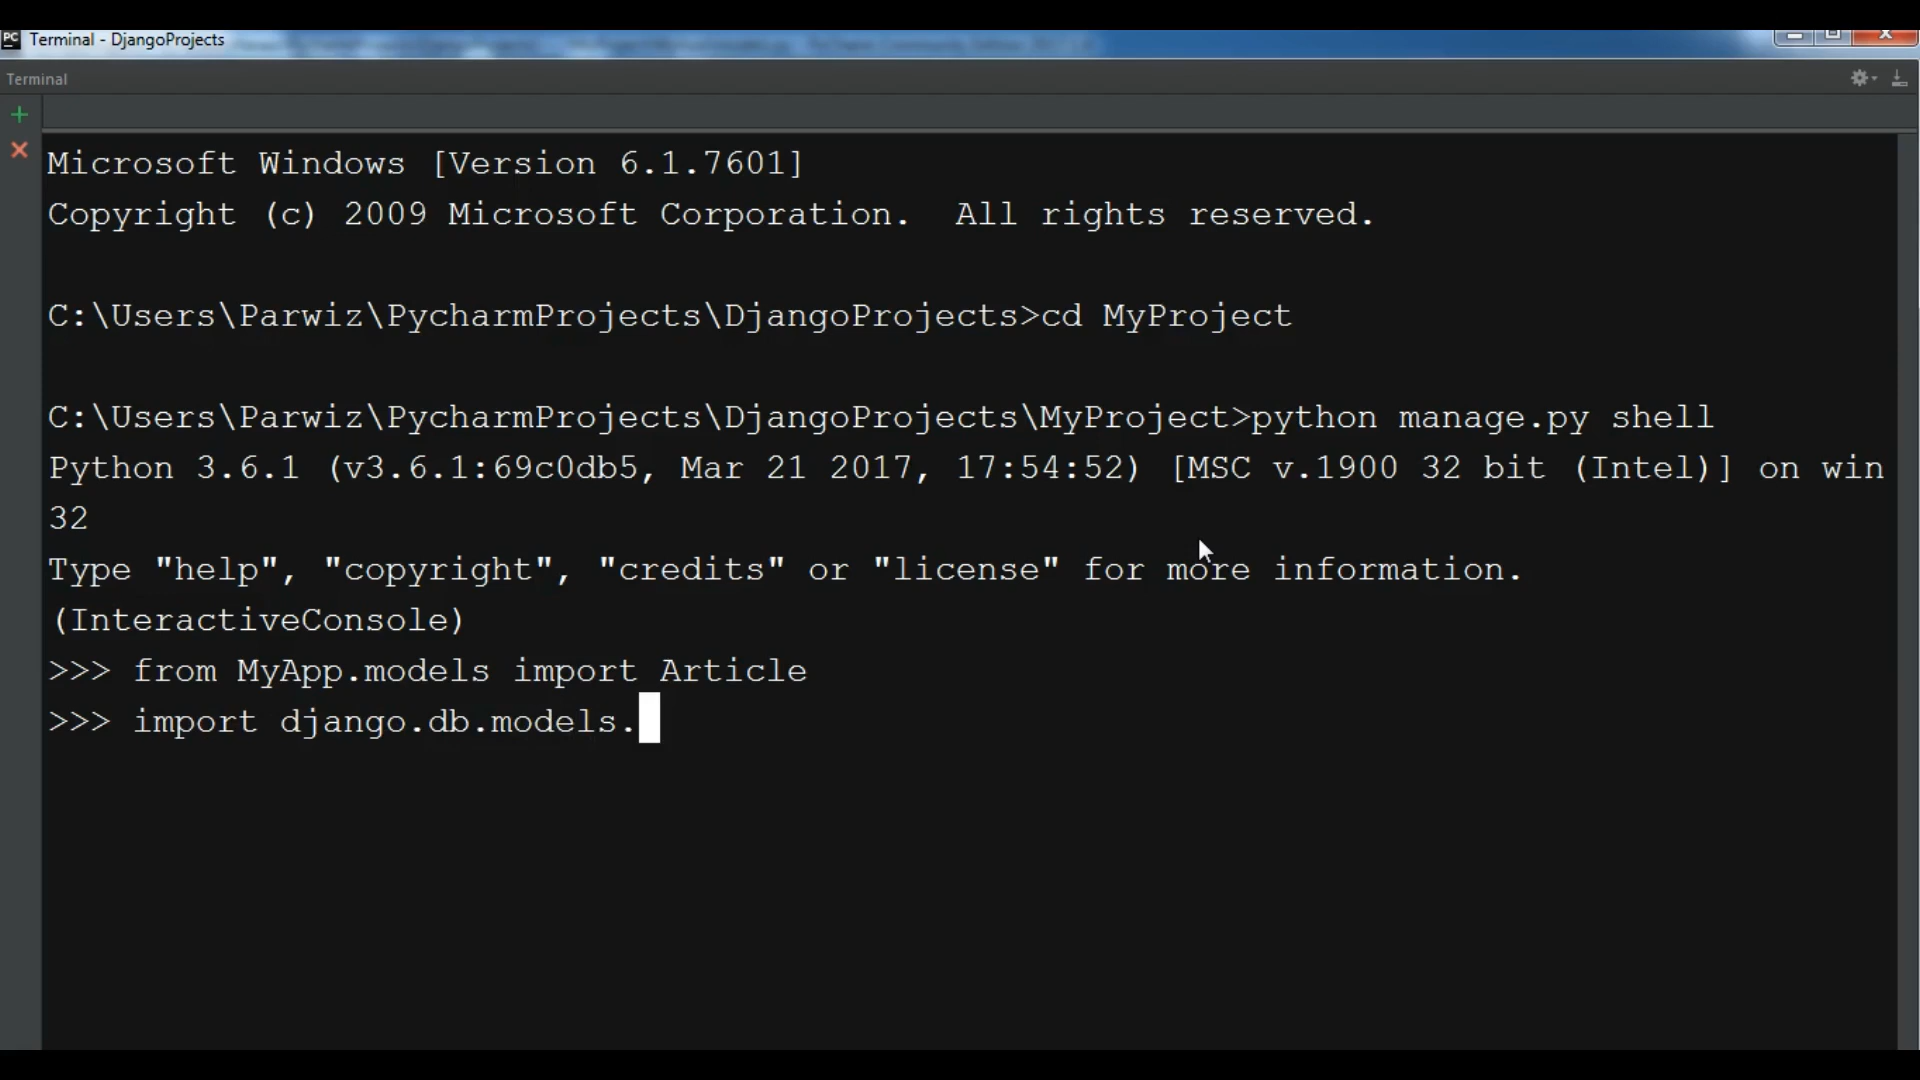 Terminal - DjangoProjects
Terminal
Microsoft Windows [Version 6.1.7601]
Copyright (c) 2009 Microsoft Corporation.  All rights reserved.
C:\Users\Parwiz\PycharmProjects\DjangoProjects>cd MyProject
C:\Users\Parwiz\PycharmProjects\DjangoProjects\MyProject>python manage.py shell
Python 3.6.1 (v3.6.1:69c0db5, Mar 21 2017, 17:54:52) [MSC v.1900 32 bit (Intel)] on win
32
Type "help", "copyright", "credits" or "license" for more information.
(InteractiveConsole)
>>> from MyApp.models import Article
>>> import django.db.models.